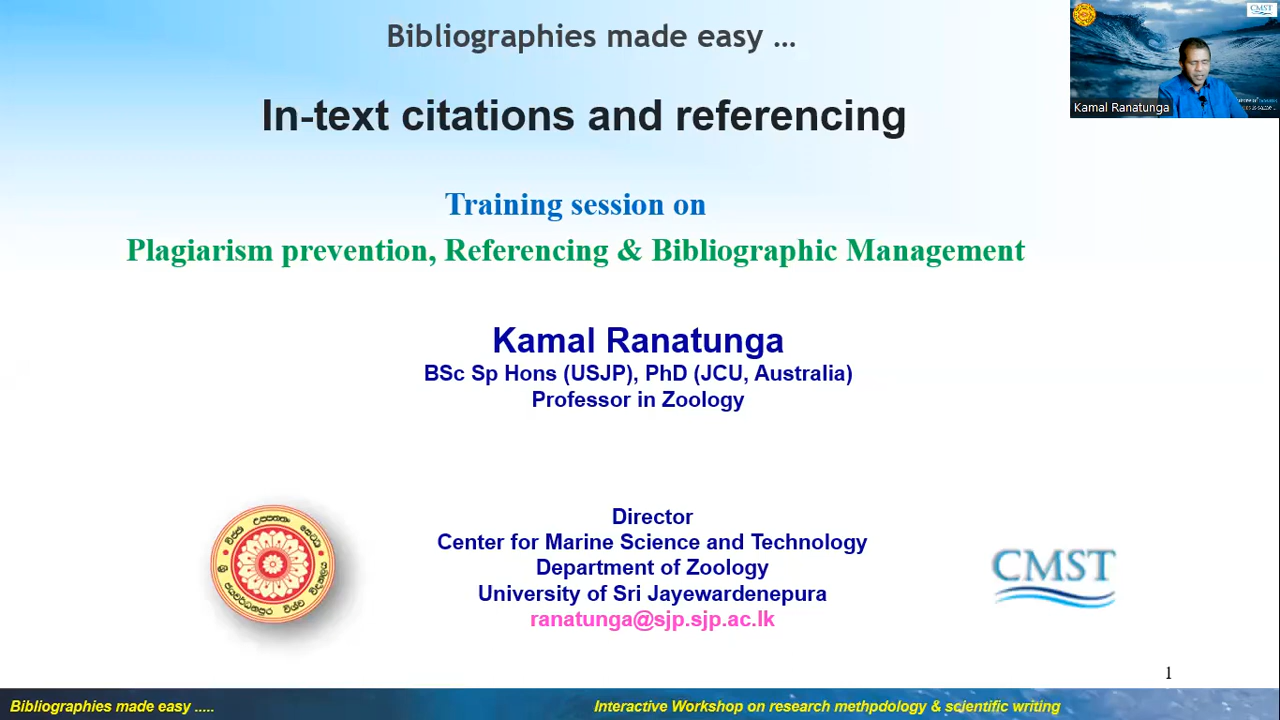 Bibliographies made easy ...
CMST
Kamal Ranatunga
In-text citations and referencing
Training session on
Plagiarism prevention, Referencing & Bibliographic Management
Kamal Ranatunga
BSc Sp Hons (USJP), PhD (JCU, Australia)
Professor in Zoology
Director
Center for Marine Science and Technology
Department of Zoology
University of Sri Jayewardenepura
ranatunga@sjp.sjp.ac.lk
CMST
1
Bibliographies made easy .....
Interactive Workshop on research methpdology & scientific writing